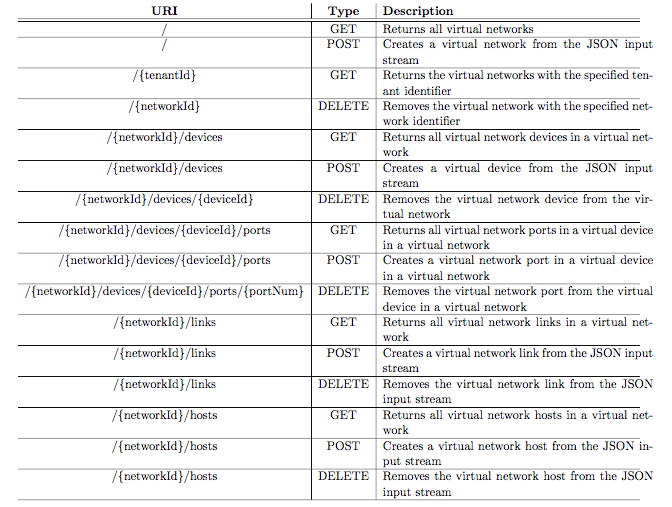 URI Type Description
/ GET Returns all virtual networks
/ POST Creates a virtual network from the JSON input
stream
/{tenantId} GET Returns the virtual networks with the specified ten-
ant identifier
/{networkId} DELETE Removes the virtual network with the specified net-
work identifier
/{networkId}/devices GET Returns all virtual network devices in a virtual net-
work
/{networkId}/devices POST Creates a virtual device from the JSON input
stream
/{networkId}/devices/{deviceId} DELETE Removes the virtual network device from the vir-
tual network
/{networkId}/devices/{deviceId}/ports GET Returns all virtual network ports in a virtual device
in a virtual network
/{networkId}/devices/{deviceId}/ports POST Creates a virtual network port in a virtual device
in a virtual network
/{networkId}/devices/{deviceId}/ports/{portNum} DELETE Removes the virtual network port from the virtual
device in a virtual network
/{networkId}/links GET Returns all virtual network links in a virtual net-
work
/{networkId}/links POST Creates a virtual network link from the JSON input
stream
/{networkId}/links DELETE Removes the virtual network link from the JSON
input stream
/{networkId}/hosts GET Returns all virtual network hosts in a virtual net-
work
/{networkId}/hosts POST Creates a virtual network host from the JSON in-
put stream
/{networkId}/hosts DELETE Removes the virtual network host from the JSON
input stream